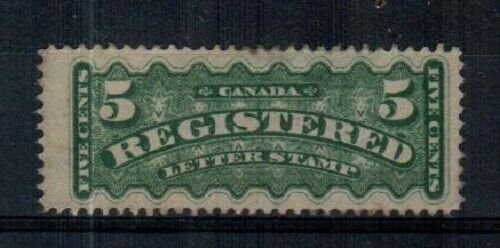 FIVE CENTS
5
CANADA
5
REGISTERED
LETTER STAMP
FIVE CENTS